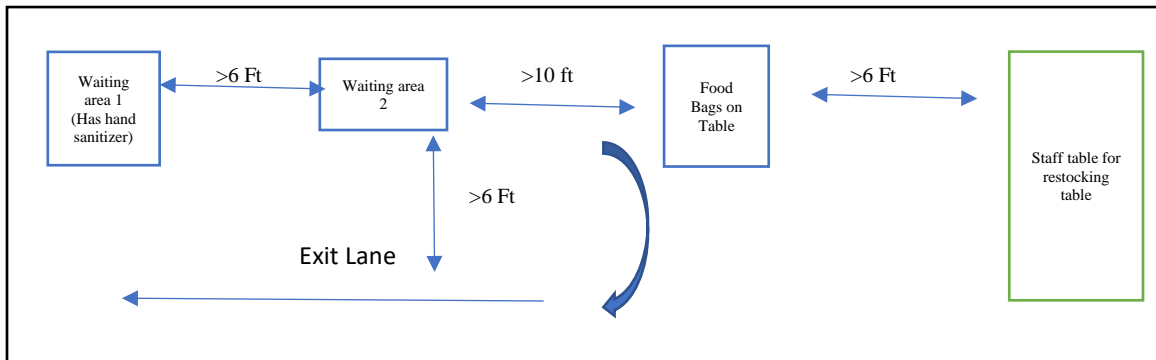 Waiting
area 1
(Has hand
sanitizer)
>6 Ft
Waiting area
2
>10 ft
Food
Bags on
Table
>6 Ft
Staff table for
restocking
table
>6 Ft
Exit Lane